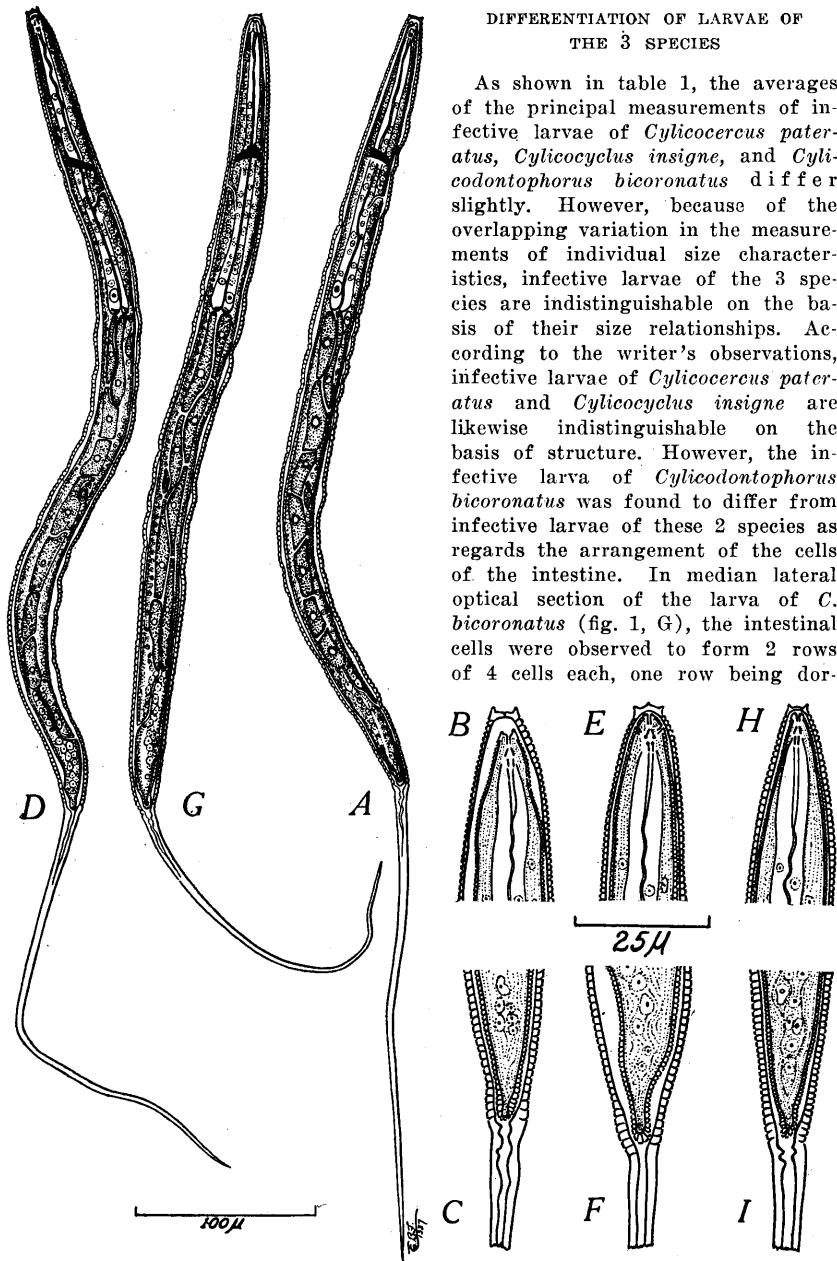 DIFFERENTIATION OF LARVAE OF
THE 3 SPECIES
As shown in table 1, the averages
of the principal measurements of in-
fective larvae of Cylicocercus pater-
atus, Cylicocyclus insigne, and Cyli-
codontophorus bicoronatus differ
slightly. However, because of the
overlapping variation in the measure-
ments of individual size character-
istics, infective larvae of the 3 spe-
cies are indistinguishable on the ba-
sis of their size relationships. Ac-
cording to the writer's observations,
infective larvae of Cylicocercus pater-
atus and Cylicocyclus insigne are
likewise indistinguishable on the
basis of structure. However, the in-
fective larva of Cylicodontophorus
bicoronatus was found to differ from
infective larvae of these 2 species as
regards the arrangement of the cells
of the intestine. In median lateral
optical section of the larva of C.
bicoronatus (fig. 1, G), the intestinal
cells were observed to form 2 rows
of 4 cells each, one row being dor-
B E H
D G A
25µ
C F I
100µ